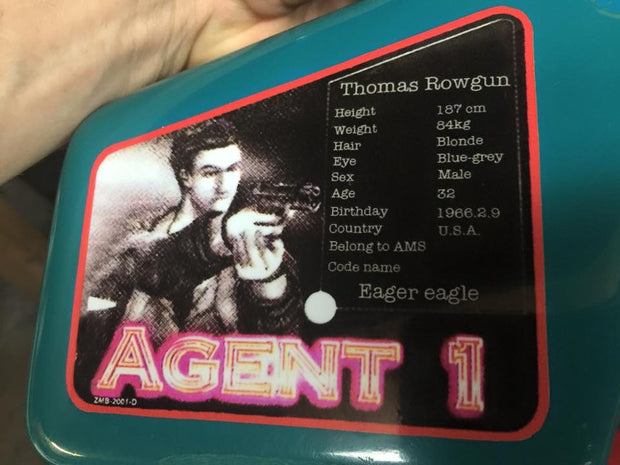 Thomas Rowgun
Height 187 cm
Weight 84kg
Hair Blonde
Eye Blue-grey
Sex Male
Age 32
Birthday 1966.2.9
Country U.S.A.
Belong to AMS
Code name
Eager eagle
AGENT 1
ZMB-2001-D